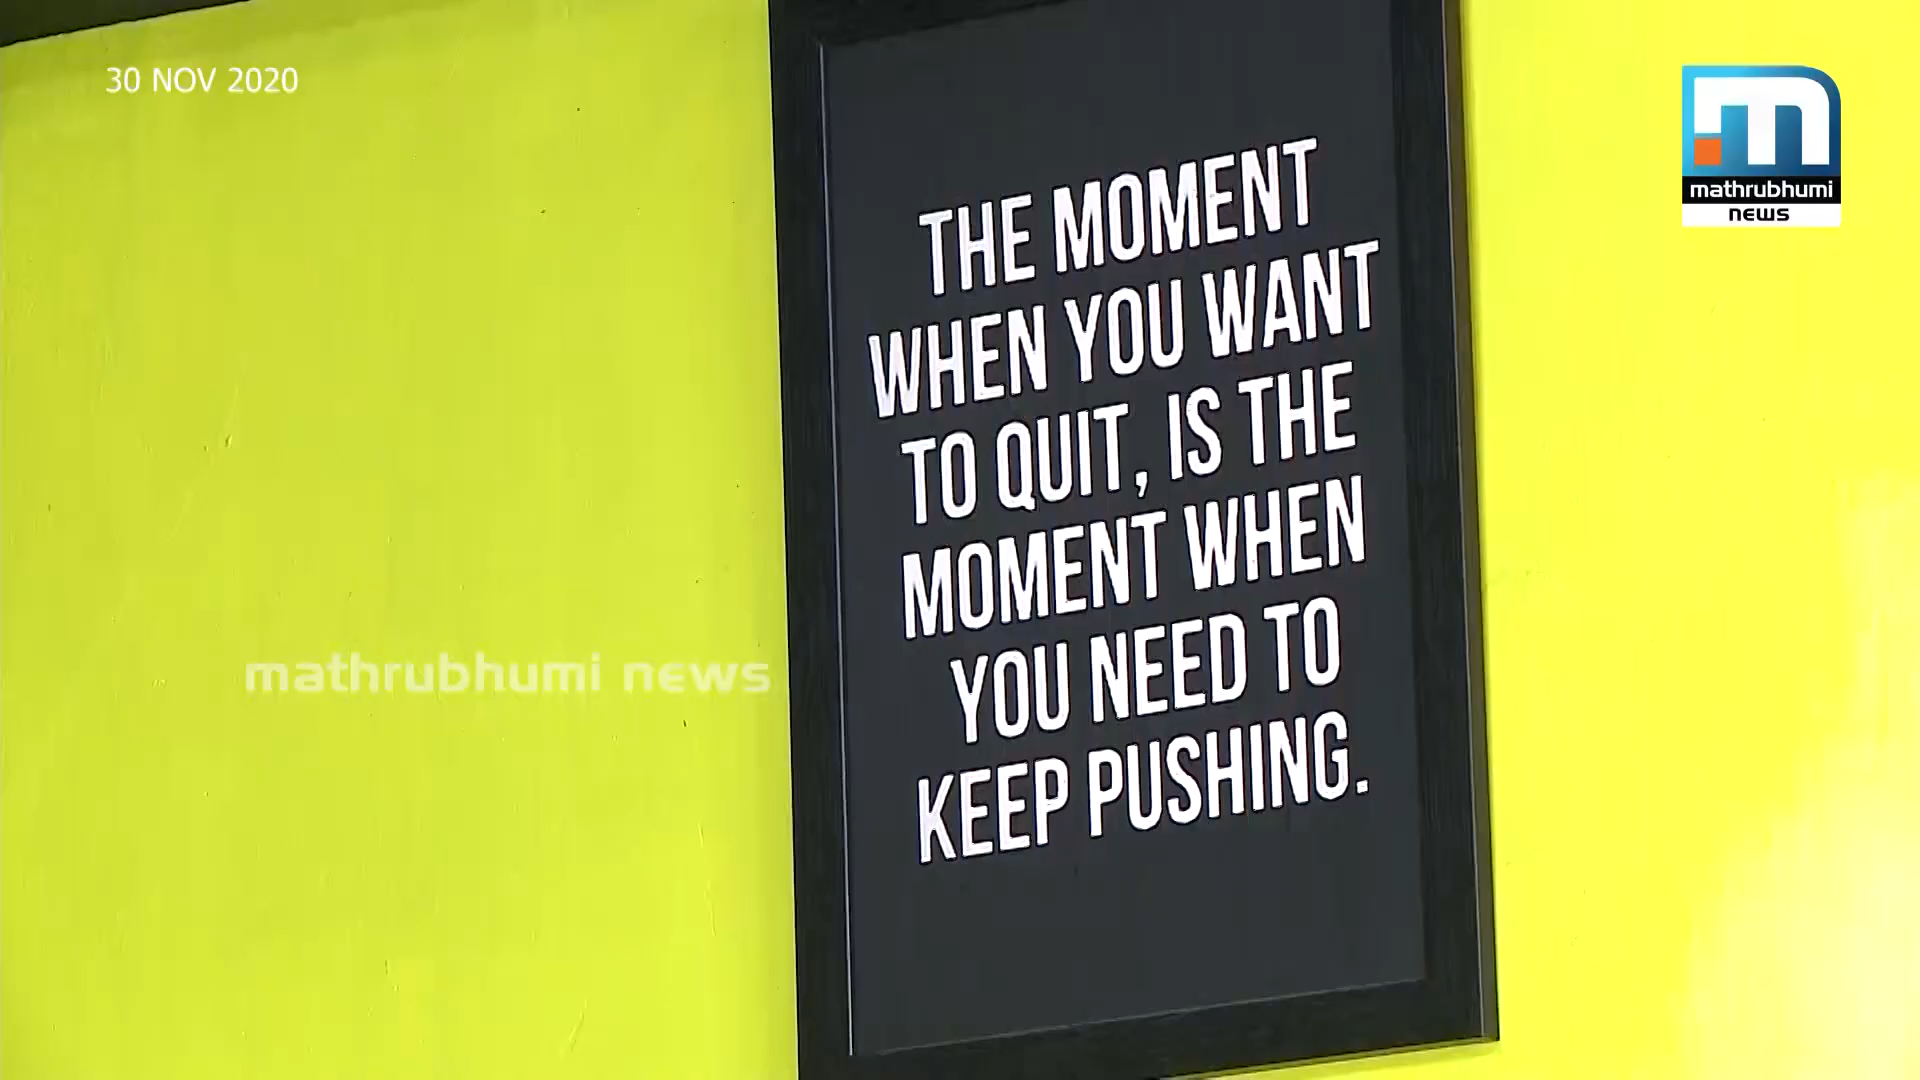 30 NOV 2020
mathrubhumi
news
THE MOMENT
WHEN YOU WANT
TO QUIT, IS THE
MOMENT WHEN
YOU NEED TO
KEEP PUSHING.
mathrubhumi news